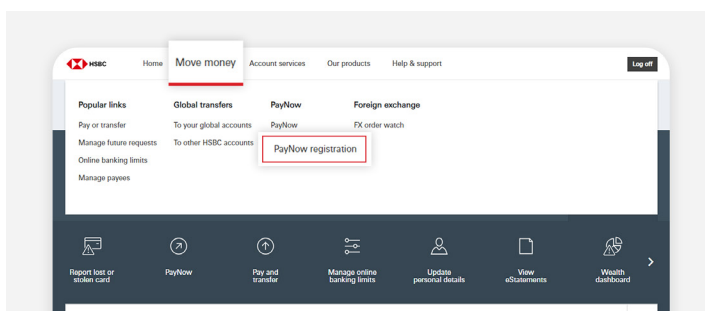 HSBC
Home
Move money
Account services
Our products
Help & support
Log off
Popular links
Global transfers
PayNow
Foreign exchange
Pay or transfer
To your global accounts
PayNow
FX order watch
Manage future requests
To other HSBC accounts
PayNow registration
Online banking limits
Manage payees
Report lost or
stolen card
PayNow
Pay and
transfer
Manage online
banking limits
Update
personal details
View
eStatements
Wealth
dashboard